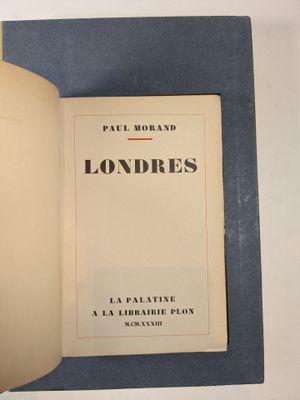 PAUL MORAND
LONDRES
LA PALATINE
A LA LIBRAIRIE PLON
M.CM.XXXIII